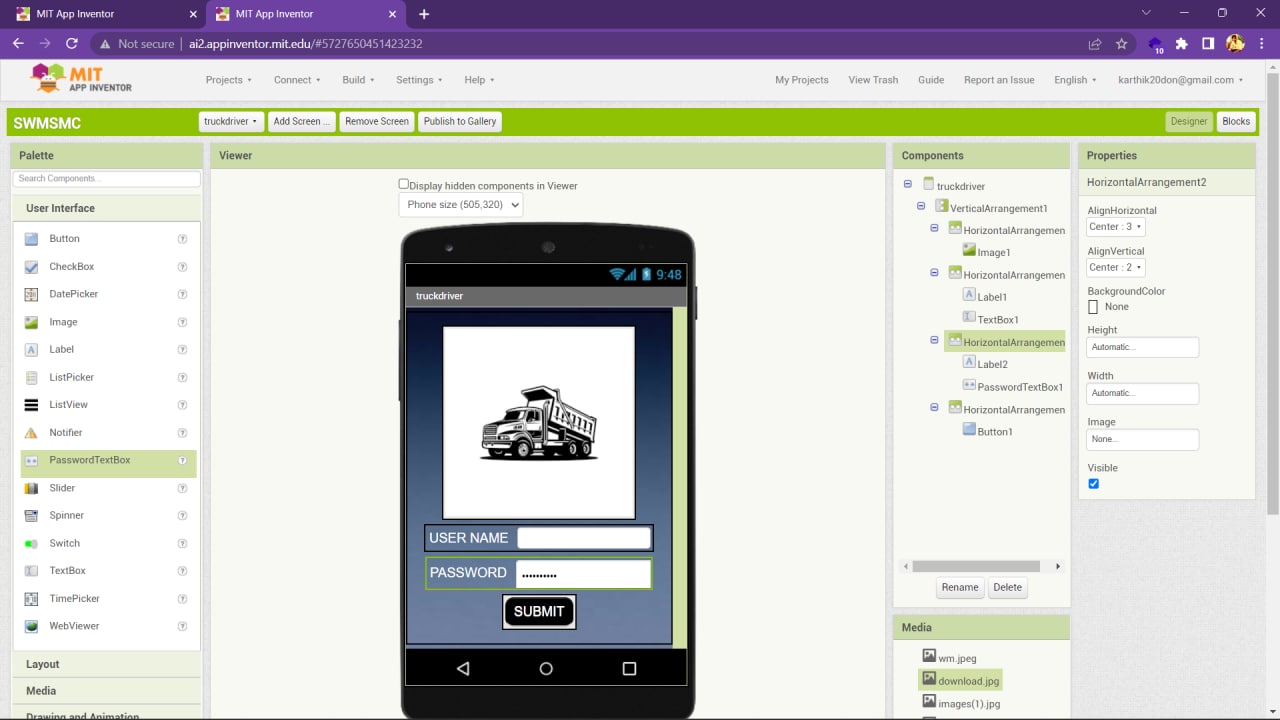 MIT App Inventor
MIT App Inventor
Not secure
ai2.appinventor.mit.edu/#5727650451423232
10
MIT
APP INVENTOR
Projects
Connect
Build
Settings
Help
My Projects
View Trash
Guide
Report an Issue
English
karthik20don@gmail.com
SWMSMC
truckdriver
Add Screen ...
Remove Screen
Publish to Gallery
Designer
Blocks
Palette
Search Components...
User Interface
Button
CheckBox
DatePicker
Image
Label
ListPicker
ListView
Notifier
PasswordTextBox
Slider
Spinner
Switch
TextBox
TimePicker
WebViewer
Layout
Media
Drawing and Animation
Viewer
Display hidden components in Viewer
Phone size (505,320)
9:48
truckdriver
USER NAME
PASSWORD
••••••••••
SUBMIT
Components
truckdriver
VerticalArrangement1
HorizontalArrangemen
Image1
HorizontalArrangemen
Label1
TextBox1
HorizontalArrangemen
Label2
PasswordTextBox1
HorizontalArrangemen
Button1
Rename
Delete
Media
wm.jpeg
download.jpg
images(1).jpg
Properties
HorizontalArrangement2
AlignHorizontal
Center : 3
AlignVertical
Center : 2
BackgroundColor
None
Height
Automatic...
Width
Automatic...
Image
None...
Visible